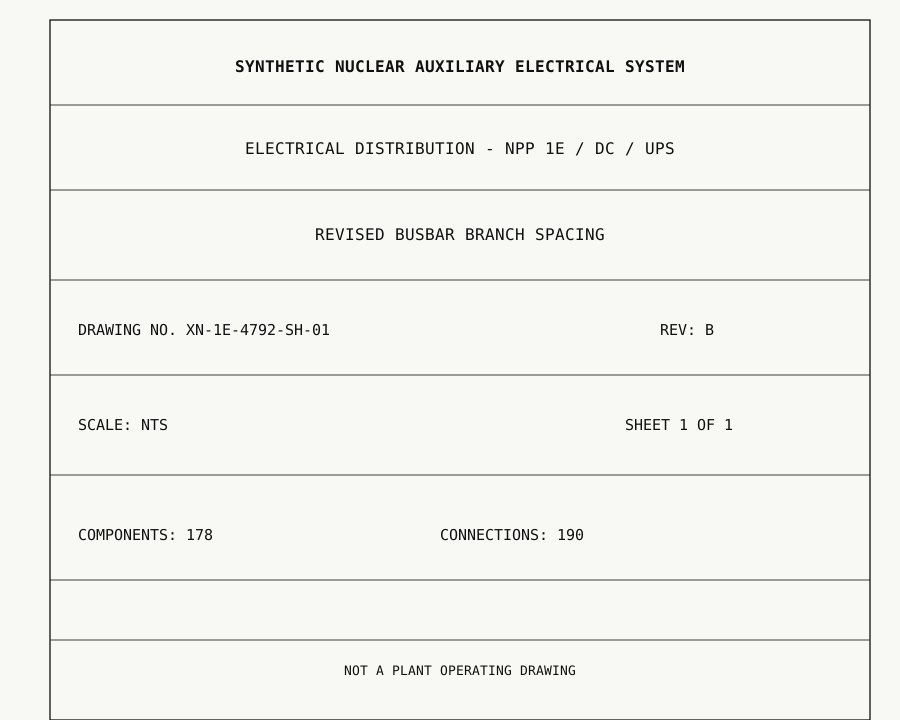 SYNTHETIC NUCLEAR AUXILIARY ELECTRICAL SYSTEM
ELECTRICAL DISTRIBUTION - NPP 1E / DC / UPS
REVISED BUSBAR BRANCH SPACING
DRAWING NO. XN-1E-4792-SH-01 REV: B
SCALE: NTS SHEET 1 OF 1
COMPONENTS: 178 CONNECTIONS: 190
NOT A PLANT OPERATING DRAWING